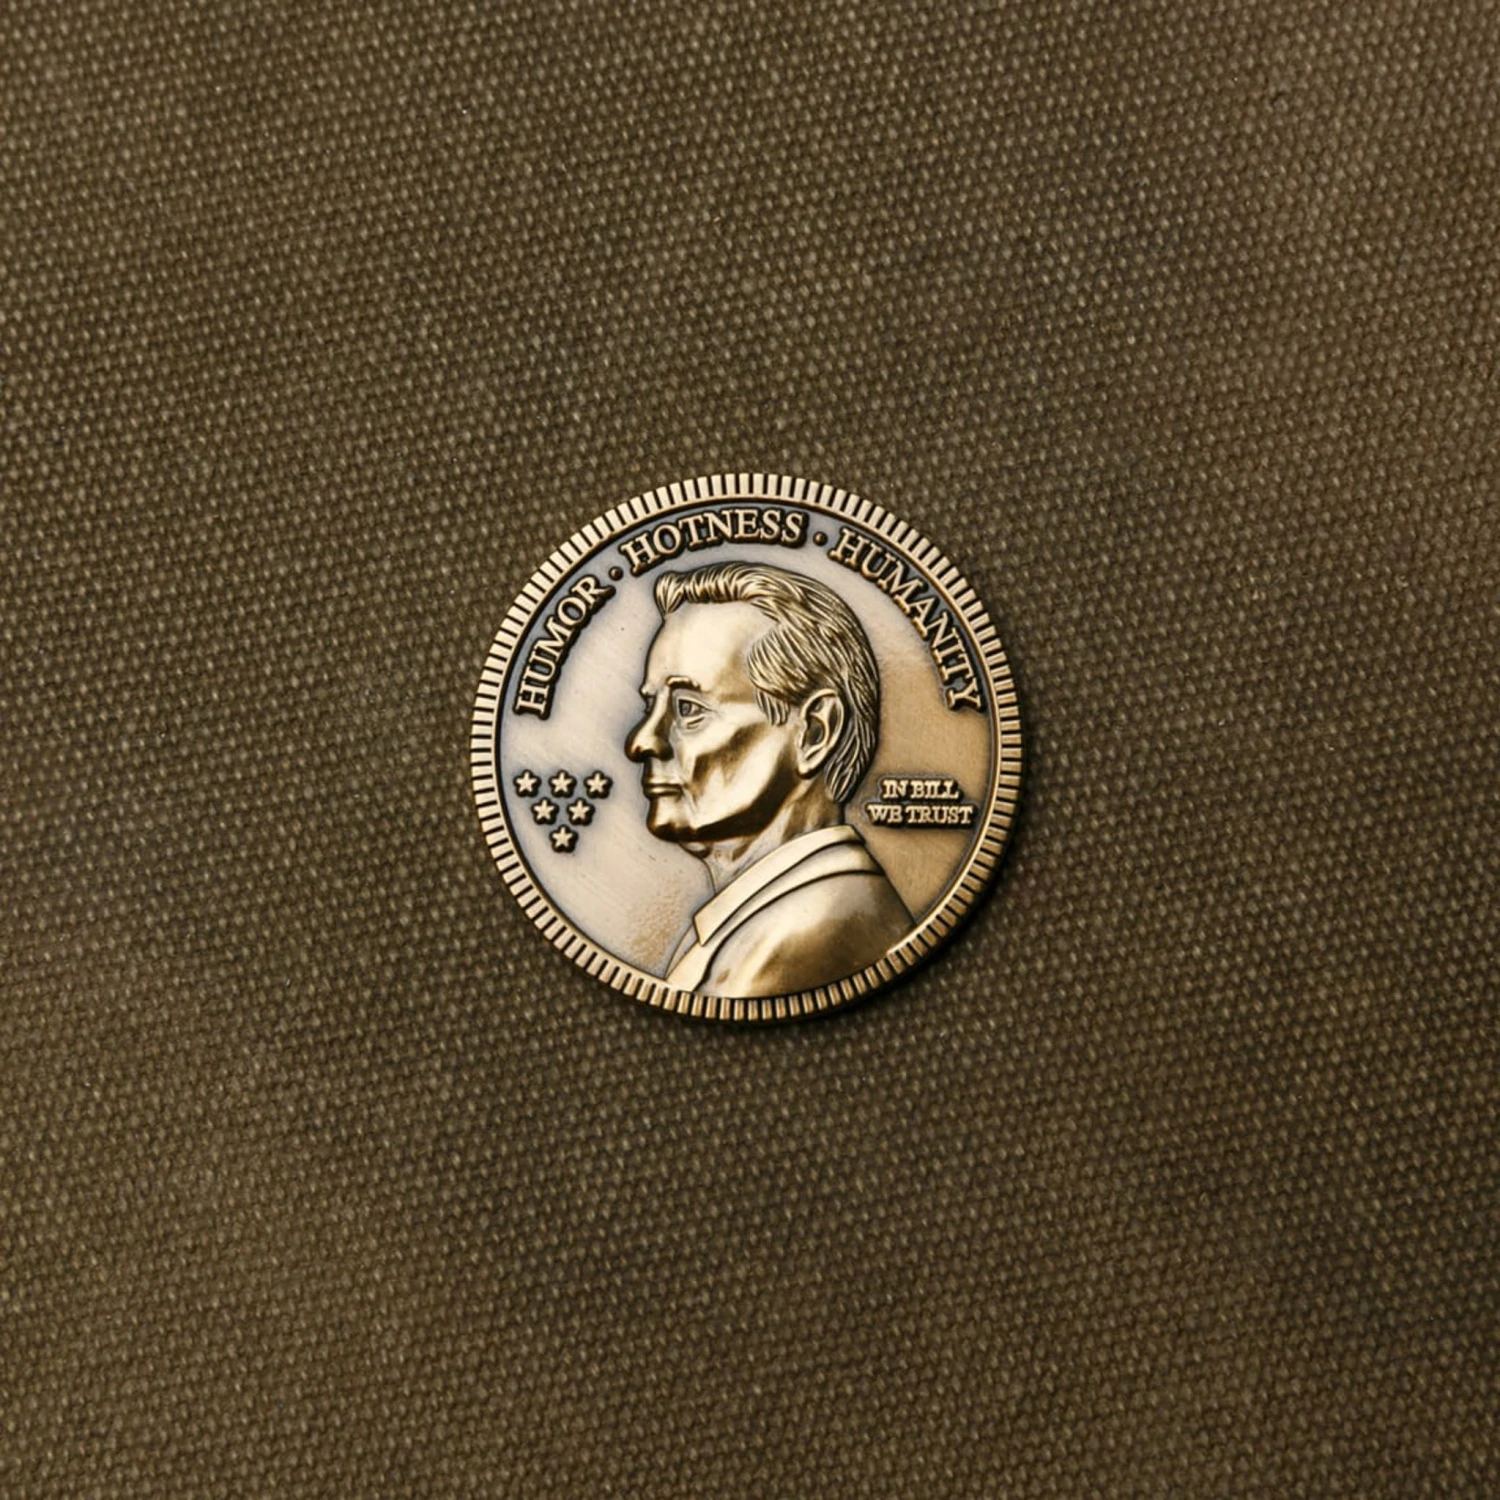 HUMOR · HOTNESS · HUMANITY
IN BILL
WE TRUST